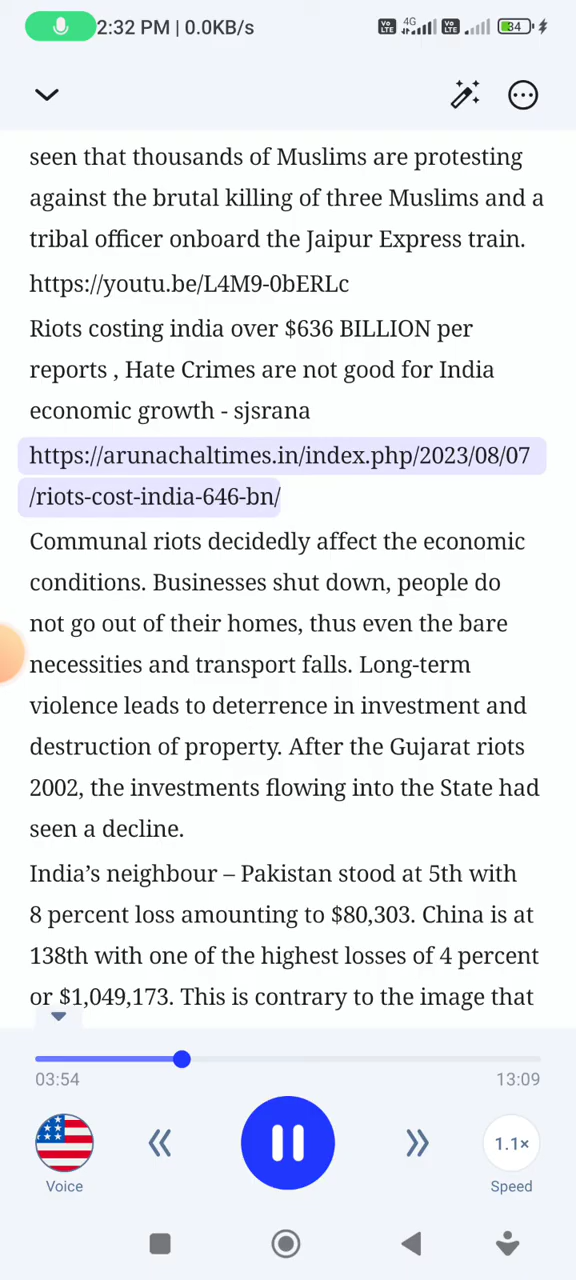 2:32 PM | 0.0KB/s Vo LTE 4G Vo LTE 34
seen that thousands of Muslims are protesting
against the brutal killing of three Muslims and a
tribal officer onboard the Jaipur Express train.
https://youtu.be/L4M9-0bERLc
Riots costing india over $636 BILLION per
reports , Hate Crimes are not good for India
economic growth - sjsrana
https://arunachaltimes.in/index.php/2023/08/07
/riots-cost-india-646-bn/
Communal riots decidedly affect the economic
conditions. Businesses shut down, people do
not go out of their homes, thus even the bare
necessities and transport falls. Long-term
violence leads to deterrence in investment and
destruction of property. After the Gujarat riots
2002, the investments flowing into the State had
seen a decline.
India’s neighbour – Pakistan stood at 5th with
8 percent loss amounting to $80,303. China is at
138th with one of the highest losses of 4 percent
or $1,049,173. This is contrary to the image that
03:54 13:09
1.1×
Voice Speed